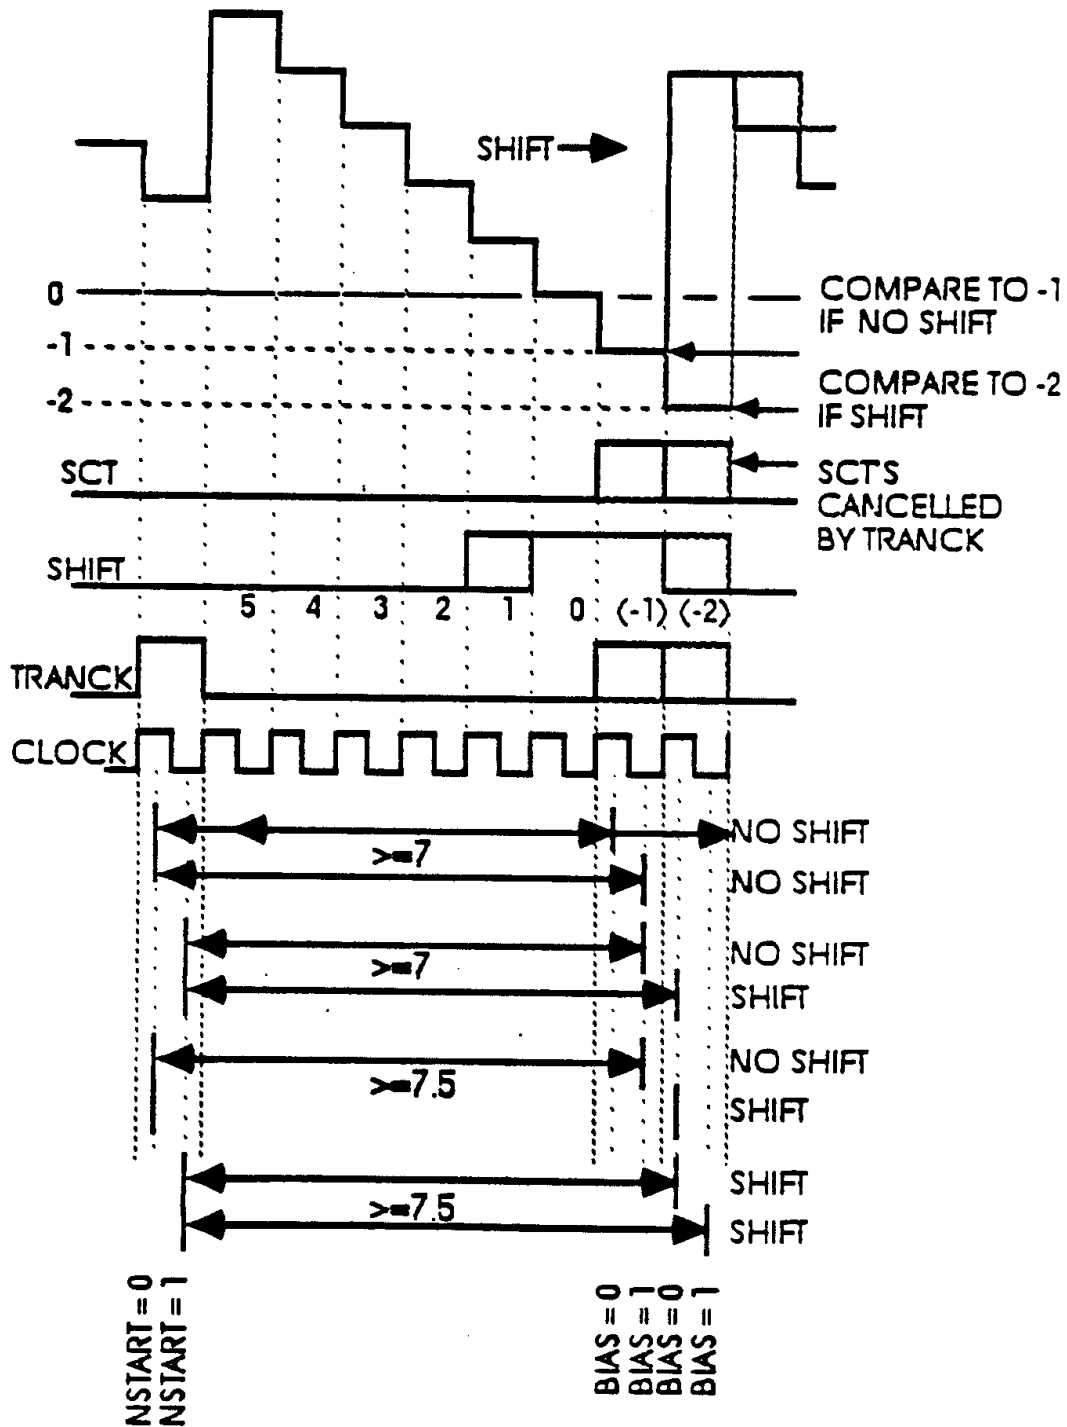 SHIFT
0
COMPARE TO -1
IF NO SHIFT
-1
COMPARE TO -2
IF SHIFT
-2
SCT
SCT'S
CANCELLED
BY TRANCK
SHIFT
5 4 3 2 1 0 (-1) (-2)
TRANCK
CLOCK
NO SHIFT
>=7
NO SHIFT
NO SHIFT
>=7
SHIFT
NO SHIFT
>=7.5
SHIFT
SHIFT
>=7.5
SHIFT
NSTART = 0
NSTART = 1
BIAS = 0
BIAS = 1
BIAS = 0
BIAS = 1